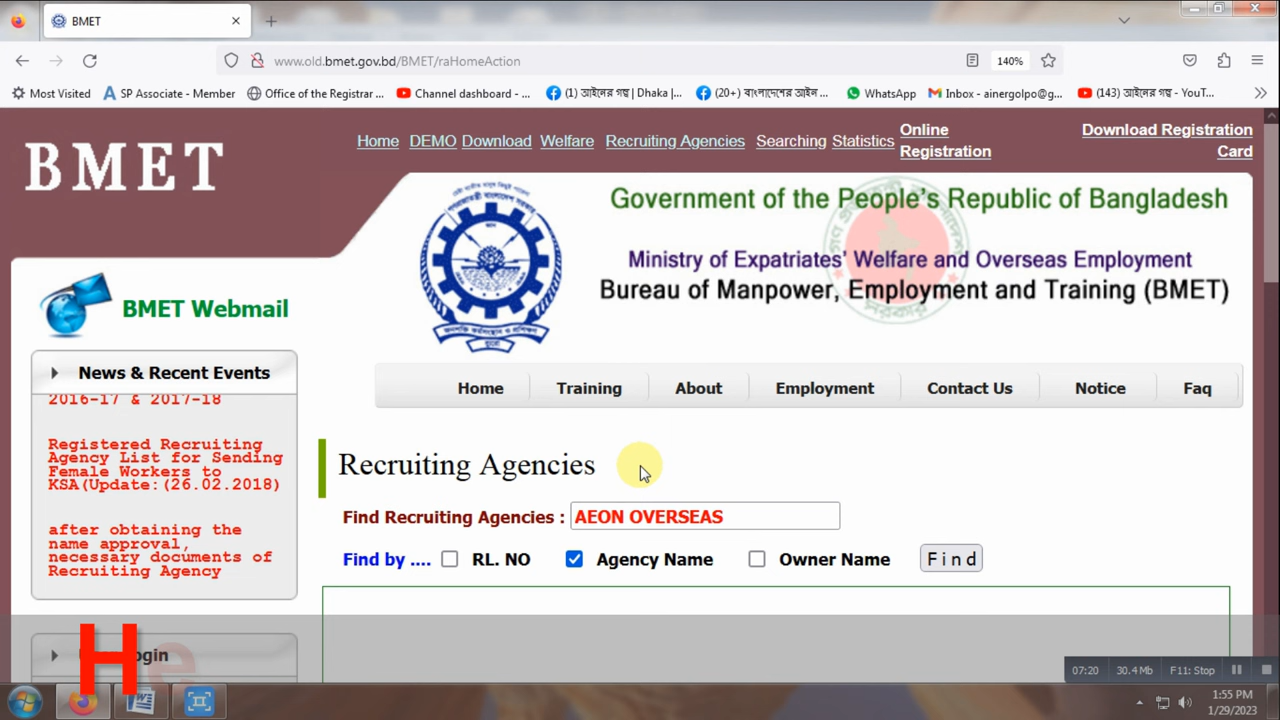 BMET
www.old.bmet.gov.bd/BMET/raHomeAction
140%
Most Visited
SP Associate - Member
Office of the Registrar ...
Channel dashboard - ...
(1) আইনের গল্প | Dhaka |...
(20+) বাংলাদেশের আইন ...
WhatsApp
Inbox - ainergolpo@g...
(143) আইনের গল্প - YouT...
BMET
Home DEMO Download Welfare Recruiting Agencies Searching Statistics
Online Registration
Download Registration Card
Government of the People's Republic of Bangladesh
Ministry of Expatriates' Welfare and Overseas Employment
Bureau of Manpower, Employment and Training (BMET)
BMET Webmail
Home Training About Employment Contact Us Notice Faq
News & Recent Events
2016-17 & 2017-18
Registered Recruiting
Agency List for Sending
Female Workers to
KSA(Update:(26.02.2018)
after obtaining the
name approval,
necessary documents of
Recruiting Agency
Recruiting Agencies
Find Recruiting Agencies : AEON OVERSEAS
Find by .... RL. NO Agency Name Owner Name Find
He
07:20 30.4 Mb F11: Stop
1:55 PM
1/29/2023